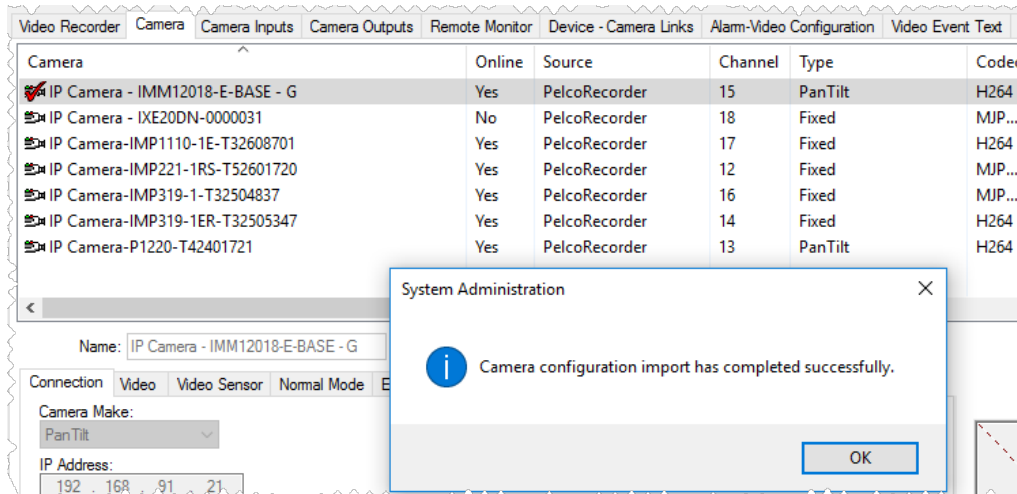 Video Recorder Camera Camera Inputs Camera Outputs Remote Monitor Device - Camera Links Alarm-Video Configuration Video Event Text
Camera Online Source Channel Type
IP Camera - IMM12018-E-BASE - G Yes PelcoRecorder 15 PanTilt H264
IP Camera - IXE20DN-0000031 No PelcoRecorder 18 Fixed MJP...
IP Camera-IMP1110-1E-T32608701 Yes PelcoRecorder 17 Fixed H264
IP Camera-IMP221-1RS-T52601720 Yes PelcoRecorder 12 Fixed MJP...
IP Camera-IMP319-1-T32504837 Yes PelcoRecorder 16 Fixed MJP...
IP Camera-IMP319-1ER-T32505347 Yes PelcoRecorder 14 Fixed H264
IP Camera-P1220-T42401721 Yes PelcoRecorder 13 PanTilt H264
System Administration
Camera configuration import has completed successfully.
OK
Name: IP Camera - IMM12018-E-BASE - G
Connection Video Video Sensor Normal Mode
Camera Make:
PanTilt
IP Address:
192 . 168 . 91 . 21